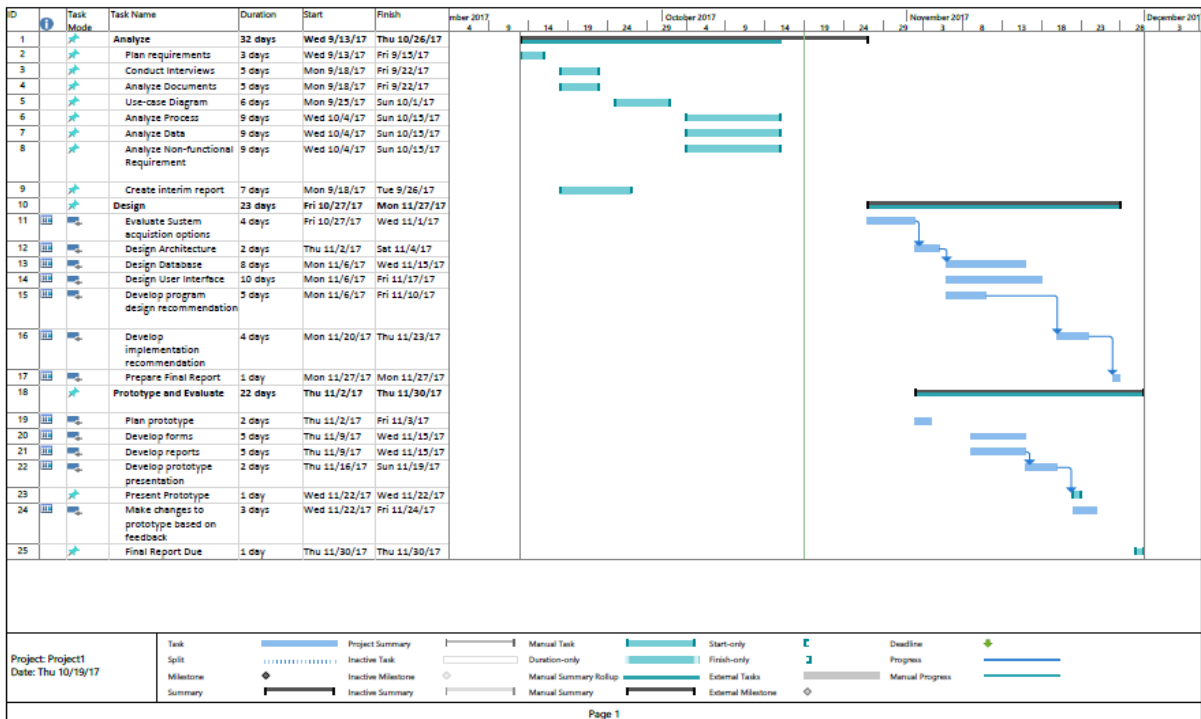 ID Task Mode Task Name Duration Start Finish
mber 2017 October 2017 November 2017 December 201
4 9 14 19 24 29 4 9 14 19 24 29 3 8 13 18 23 28 3
1 Analyze 32 days Wed 9/13/17 Thu 10/26/17
2 Plan requirements 3 days Wed 9/13/17 Fri 9/15/17
3 Conduct Interviews 5 days Mon 9/18/17 Fri 9/22/17
4 Analyze Documents 5 days Mon 9/18/17 Fri 9/22/17
5 Use-case Diagram 6 days Mon 9/25/17 Sun 10/1/17
6 Analyze Process 9 days Wed 10/4/17 Sun 10/15/17
7 Analyze Data 9 days Wed 10/4/17 Sun 10/15/17
8 Analyze Non-functional 9 days Wed 10/4/17 Sun 10/15/17
Requirement
9 Create interim report 7 days Mon 9/18/17 Tue 9/26/17
10 Design 23 days Fri 10/27/17 Mon 11/27/17
11 Evaluate Sustem 4 days Fri 10/27/17 Wed 11/1/17
acquistion options
12 Design Architecture 2 days Thu 11/2/17 Sat 11/4/17
13 Design Database 8 days Mon 11/6/17 Wed 11/15/17
14 Design User Interface 10 days Mon 11/6/17 Fri 11/17/17
15 Develop program 5 days Mon 11/6/17 Fri 11/10/17
design recommendation
16 Develop 4 days Mon 11/20/17 Thu 11/23/17
implementation
recommendation
17 Prepare Final Report 1 day Mon 11/27/17 Mon 11/27/17
18 Prototype and Evaluate 22 days Thu 11/2/17 Thu 11/30/17
19 Plan prototype 2 days Thu 11/2/17 Fri 11/3/17
20 Develop forms 5 days Thu 11/9/17 Wed 11/15/17
21 Develop reports 5 days Thu 11/9/17 Wed 11/15/17
22 Develop prototype 2 days Thu 11/16/17 Sun 11/19/17
presentation
23 Present Prototype 1 day Wed 11/22/17 Wed 11/22/17
24 Make changes to 3 days Wed 11/22/17 Fri 11/24/17
prototype based on
feedback
25 Final Report Due 1 day Thu 11/30/17 Thu 11/30/17
Project: Project1
Date: Thu 10/19/17
Task Project Summary Manual Task Start-only Deadline
Split Inactive Task Duration-only Finish-only Progress
Milestone Inactive Milestone Manual Summary Rollup External Tasks Manual Progress
Summary Inactive Summary Manual Summary External Milestone
Page 1